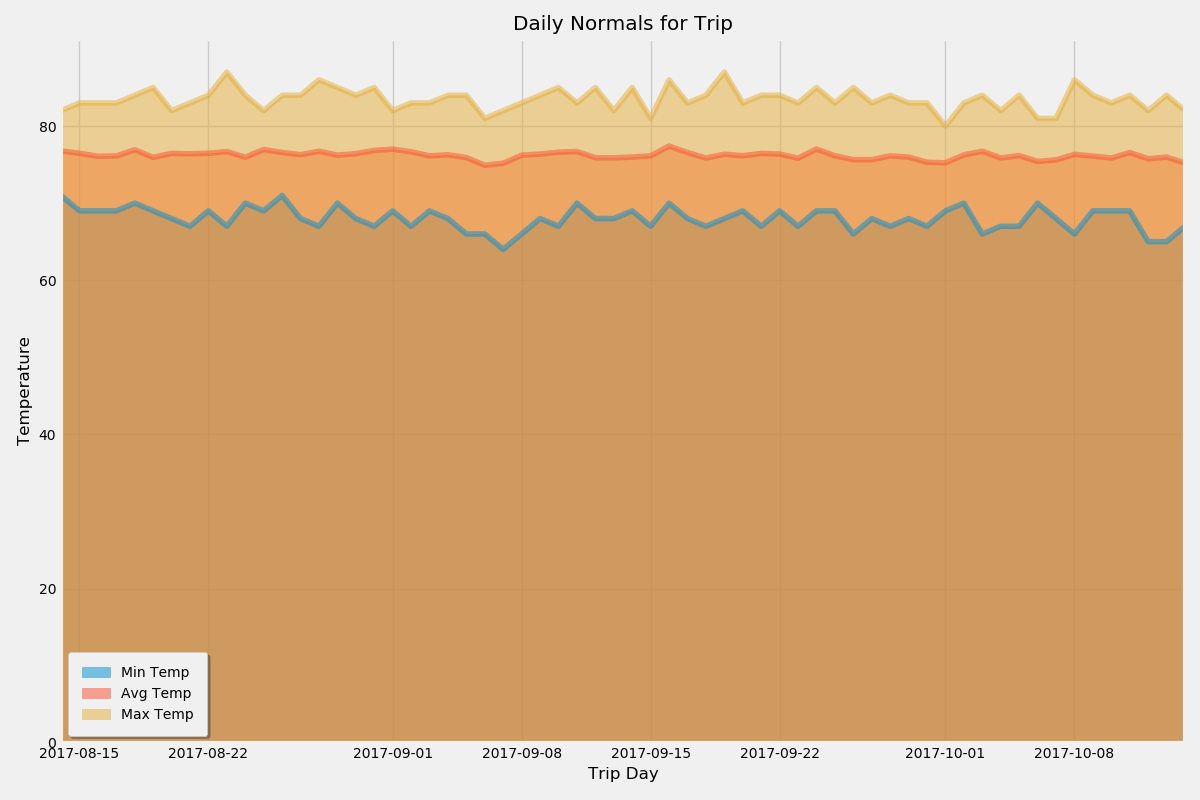 Daily Normals for Trip
Temperature
80
60
40
20
0
Min Temp
Avg Temp
Max Temp
2017-08-15 2017-08-22 2017-09-01 2017-09-08 2017-09-15 2017-09-22 2017-10-01 2017-10-08
Trip Day